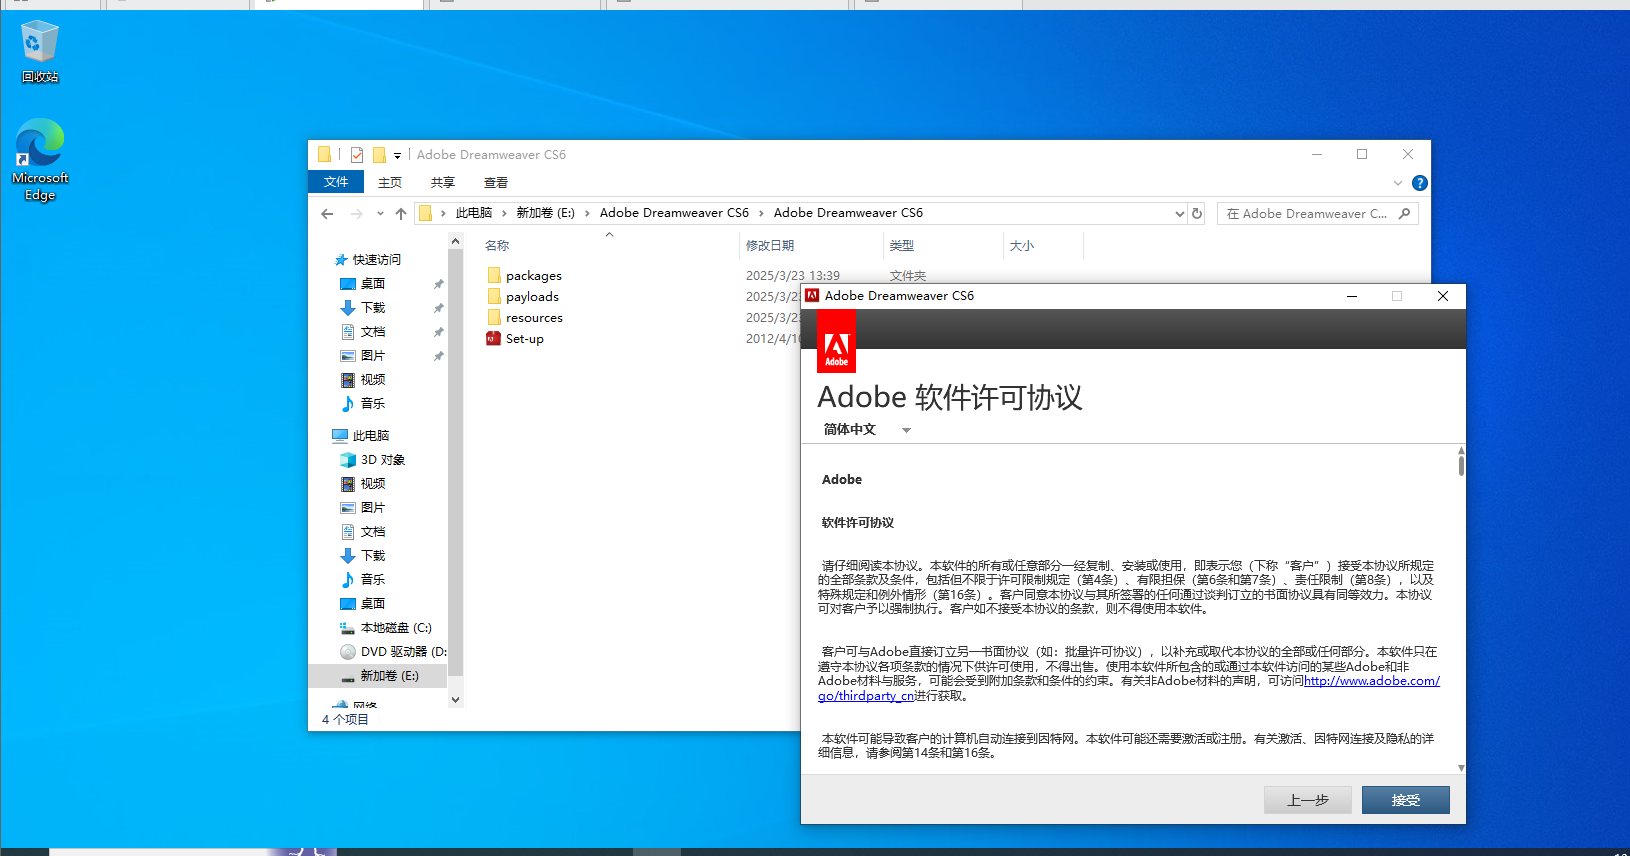 回收站
Microsoft
Edge
Adobe Dreamweaver CS6
文件
主页
共享
查看
此电脑
新加卷 (E:)
Adobe Dreamweaver CS6
Adobe Dreamweaver CS6
在 Adobe Dreamweaver C...
名称
修改日期
类型
大小
快速访问
桌面
下载
文档
图片
视频
音乐
此电脑
3D 对象
视频
图片
文档
下载
音乐
桌面
本地磁盘 (C:)
DVD 驱动器 (D:
新加卷 (E:)
网络
4 个项目
packages
2025/3/23 13:39
文件夹
payloads
2025/3/23
resources
2025/3/23
Set-up
2012/4/10
Adobe Dreamweaver CS6
Adobe
Adobe 软件许可协议
简体中文
Adobe
软件许可协议
请仔细阅读本协议。本软件的所有或任意部分一经复制、安装或使用，即表示您（下称“客户”）接受本协议所规定
的全部条款及条件，包括但不限于许可限制规定（第4条）、有限担保（第6条和第7条）、责任限制（第8条），以及
特殊规定和例外情形（第16条）。客户同意本协议与其所签署的任何通过谈判订立的书面协议具有同等效力。本协议
可对客户予以强制执行。客户如不接受本协议的条款，则不得使用本软件。
客户可与Adobe直接订立另一书面协议（如：批量许可协议），以补充或取代本协议的全部或任何部分。本软件只在
遵守本协议各项条款的情况下供许可使用，不得出售。使用本软件所包含的或通过本软件访问的某些Adobe和非
Adobe材料与服务，可能会受到附加条款和条件的约束。有关非Adobe材料的声明，可访问http://www.adobe.com/
go/thirdparty_cn进行获取。
本软件可能导致客户的计算机自动连接到因特网。本软件可能还需要激活或注册。有关激活、因特网连接及隐私的详
细信息，请参阅第14条和第16条。
上一步
接受